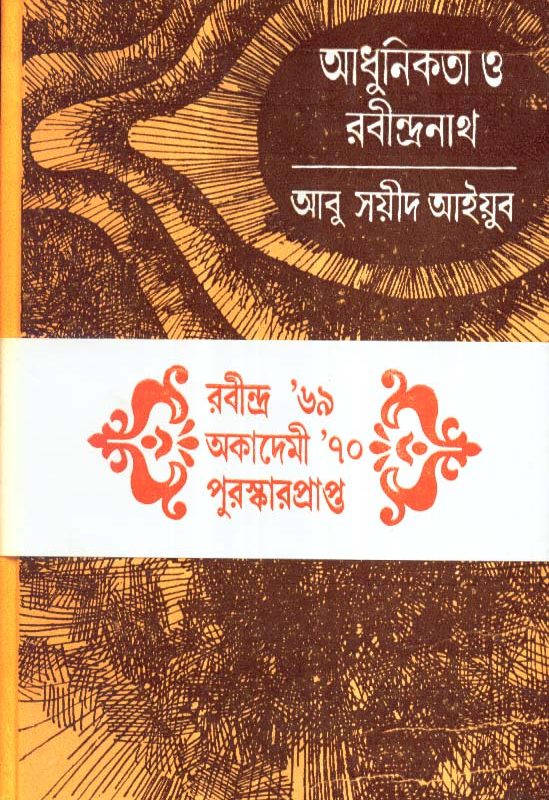 আধুনিকতা ও
রবীন্দ্রনাথ
আবু সয়ীদ আইয়ুব
রবীন্দ্র '৬৯
অকাদেমী '৭০
পুরস্কারপ্রাপ্ত